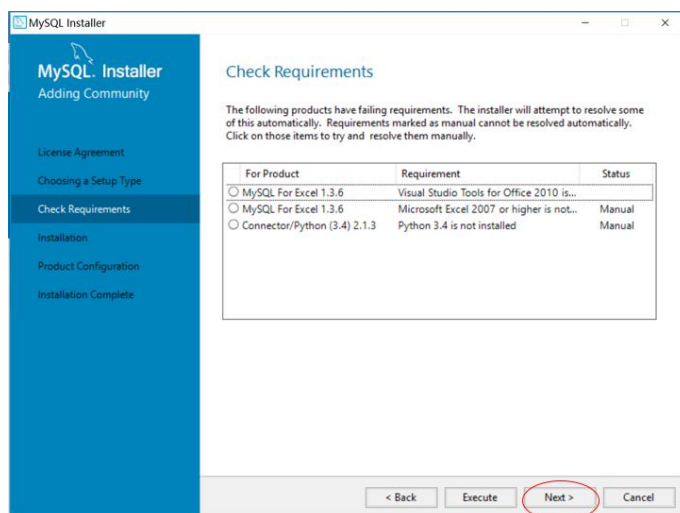 MySQL Installer
MySQL. Installer
Adding Community
License Agreement
Choosing a Setup Type
Check Requirements
Installation
Product Configuration
Installation Complete
Check Requirements
The following products have failing requirements. The installer will attempt to resolve some
of this automatically. Requirements marked as manual cannot be resolved automatically.
Click on those items to try and resolve them manually.
For Product Requirement Status
MySQL For Excel 1.3.6 Visual Studio Tools for Office 2010 is...
MySQL For Excel 1.3.6 Microsoft Excel 2007 or higher is not... Manual
Connector/Python (3.4) 2.1.3 Python 3.4 is not installed Manual
< Back Execute Next > Cancel